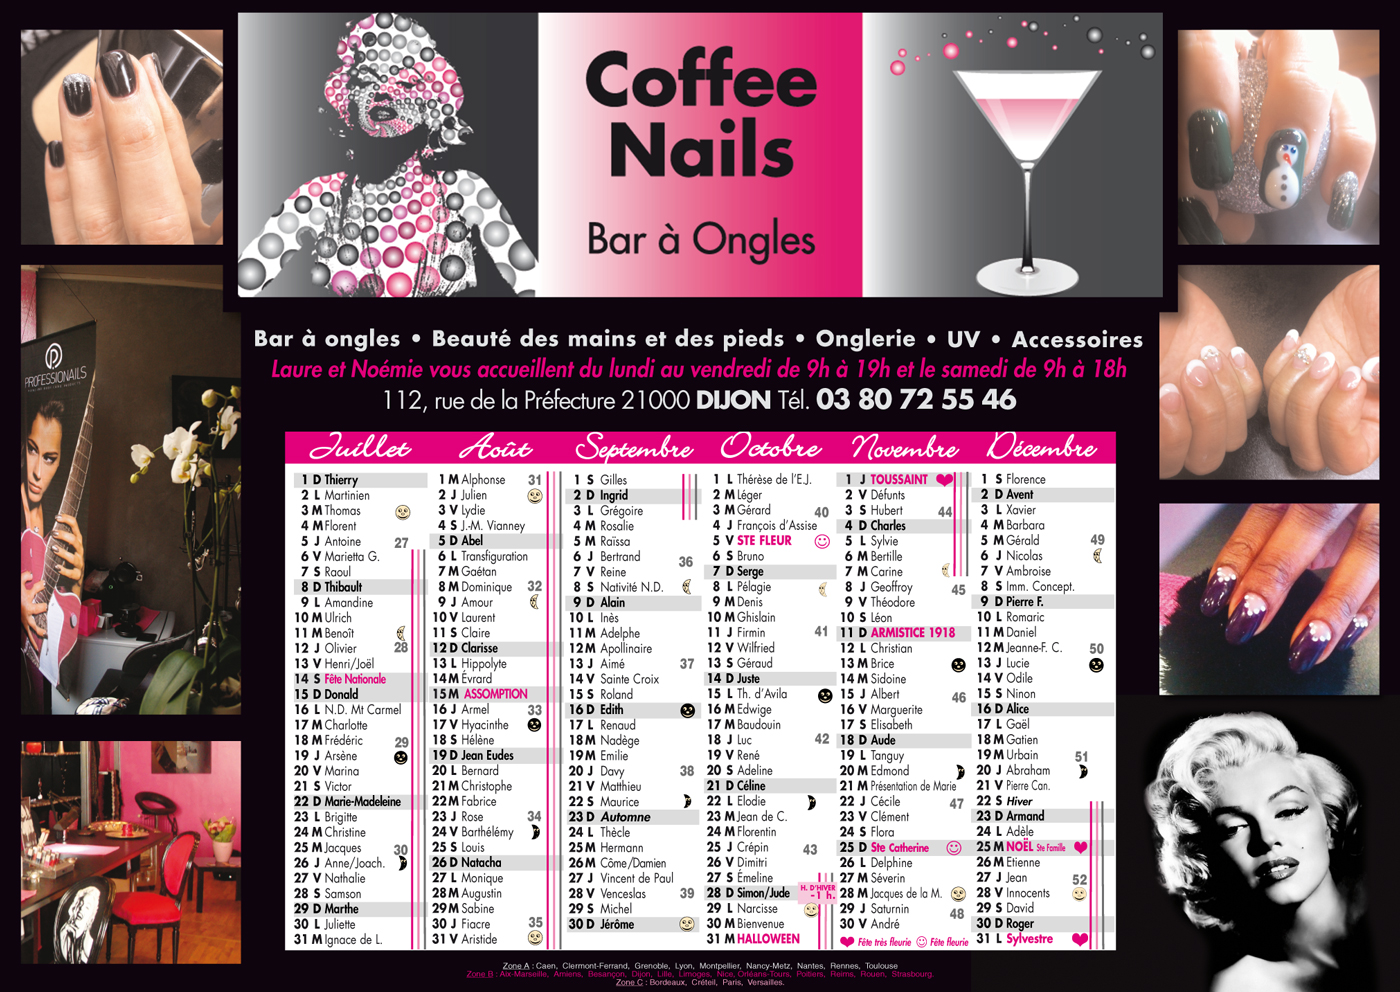 Coffee
Nails
Bar à Ongles
PROFESSIONAILS
Bar à ongles • Beauté des mains et des pieds • Onglerie • UV • Accessoires
Laure et Noémie vous accueillent du lundi au vendredi de 9h à 19h et le samedi de 9h à 18h
112, rue de la Préfecture 21000 DIJON Tél. 03 80 72 55 46
Juillet
1 D Thierry
2 L Martinien
3 M Thomas
4 M Florent
5 J Antoine 27
6 V Marietta G.
7 S Raoul
8 D Thibault
9 L Amandine
10 M Ulrich
11 M Benoît
12 J Olivier 28
13 V Henri/Joël
14 S Fête Nationale
15 D Donald
16 L N.D. Mt Carmel
17 M Charlotte
18 M Frédéric 29
19 J Arsène
20 V Marina
21 S Victor
22 D Marie-Madeleine
23 L Brigitte
24 M Christine
25 M Jacques 30
26 J Anne/Joach.
27 V Nathalie
28 S Samson
29 D Marthe
30 L Juliette
31 M Ignace de L.
Août
1 M Alphonse 31
2 J Julien
3 V Lydie
4 S J.-M. Vianney
5 D Abel
6 L Transfiguration
7 M Gaétan
8 M Dominique 32
9 J Amour
10 V Laurent
11 S Claire
12 D Clarisse
13 L Hippolyte
14 M Évrard
15 M ASSOMPTION
16 J Armel 33
17 V Hyacinthe
18 S Hélène
19 D Jean Eudes
20 L Bernard
21 M Christophe
22 M Fabrice
23 J Rose 34
24 V Barthélémy
25 S Louis
26 D Natacha
27 L Monique
28 M Augustin
29 M Sabine
30 J Fiacre 35
31 V Aristide
Septembre
1 S Gilles
2 D Ingrid
3 L Grégoire
4 M Rosalie
5 M Raïssa
6 J Bertrand 36
7 V Reine
8 S Nativité N.D.
9 D Alain
10 L Inès
11 M Adelphe
12 M Apollinaire
13 J Aimé 37
14 V Sainte Croix
15 S Roland
16 D Edith
17 L Renaud
18 M Nadège
19 M Emilie
20 J Davy 38
21 V Matthieu
22 S Maurice
23 D Automne
24 L Thècle
25 M Hermann
26 M Côme/Damien
27 J Vincent de Paul
28 V Venceslas 39
29 S Michel
30 D Jérôme
Octobre
1 L Thérèse de l'E.J.
2 M Léger
3 M Gérard 40
4 J François d'Assise
5 V STE FLEUR
6 S Bruno
7 D Serge
8 L Pélagie
9 M Denis
10 M Ghislain
11 J Firmin 41
12 V Wilfried
13 S Géraud
14 D Juste
15 L Th. d'Avila
16 M Edwige
17 M Baudouin
18 J Luc 42
19 V René
20 S Adeline
21 D Céline
22 L Elodie
23 M Jean de C.
24 M Florentin
25 J Crépin 43
26 V Dimitri
27 S Émeline
28 D Simon/Jude H. D'HIVER -1 h.
29 L Narcisse
30 M Bienvenue
31 M HALLOWEEN
Novembre
1 J TOUSSAINT
2 V Défunts
3 S Hubert 44
4 D Charles
5 L Sylvie
6 M Bertille
7 M Carine
8 J Geoffroy 45
9 V Théodore
10 S Léon
11 D ARMISTICE 1918
12 L Christian
13 M Brice
14 M Sidoine
15 J Albert 46
16 V Marguerite
17 S Elisabeth
18 D Aude
19 L Tanguy
20 M Edmond
21 M Présentation de Marie
22 J Cécile 47
23 V Clément
24 S Flora
25 D Ste Catherine
26 L Delphine
27 M Séverin
28 M Jacques de la M.
29 J Saturnin 48
30 V André
Fête très fleurie Fête fleurie
Décembre
1 S Florence
2 D Avent
3 L Xavier
4 M Barbara
5 M Gérald 49
6 J Nicolas
7 V Ambroise
8 S Imm. Concept.
9 D Pierre F.
10 L Romaric
11 M Daniel
12 M Jeanne-F. C. 50
13 J Lucie
14 V Odile
15 S Ninon
16 D Alice
17 L Gaël
18 M Gatien
19 M Urbain 51
20 J Abraham
21 V Pierre Can.
22 S Hiver
23 D Armand
24 L Adèle
25 M NOËL Ste Famille
26 M Etienne
27 J Jean 52
28 V Innocents
29 S David
30 D Roger
31 L Sylvestre
Zone A : Caen, Clermont-Ferrand, Grenoble, Lyon, Montpellier, Nancy-Metz, Nantes, Rennes, Toulouse
Zone B : Aix-Marseille, Amiens, Besançon, Dijon, Lille, Limoges, Nice, Orléans-Tours, Poitiers, Reims, Rouen, Strasbourg.
Zone C : Bordeaux, Créteil, Paris, Versailles.